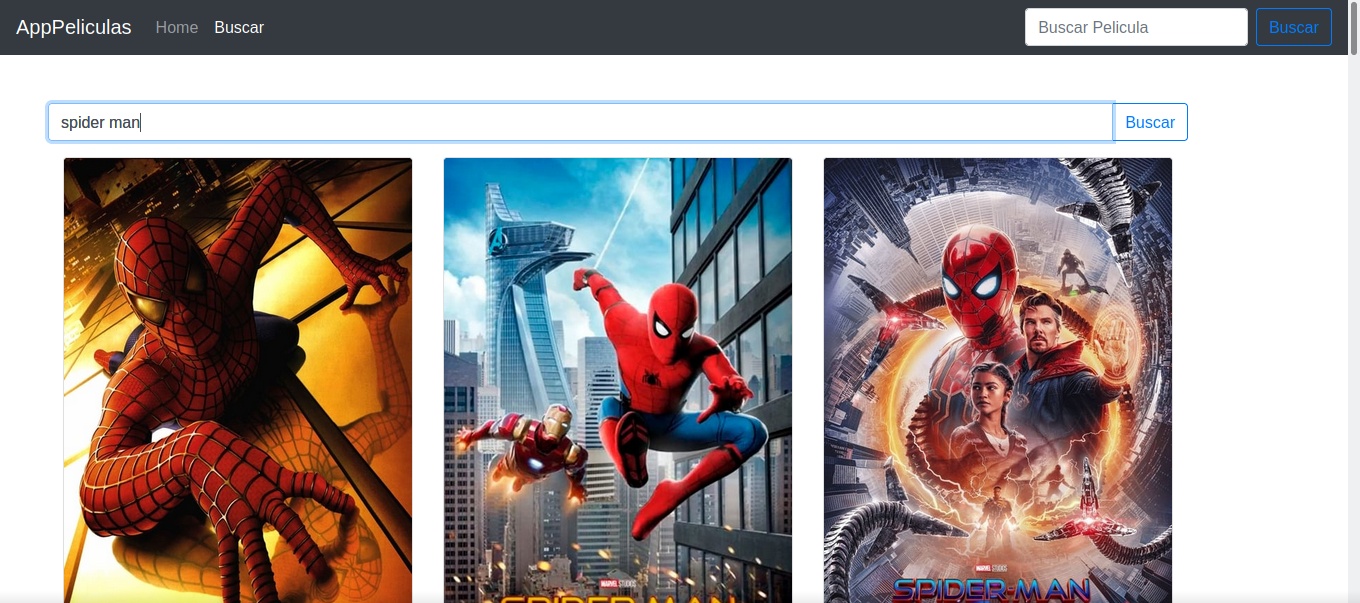 AppPeliculas Home Buscar Buscar Pelicula Buscar
spider man Buscar
MARVEL STUDIOS
SPIDER-MAN
MARVEL STUDIOS
SPIDER-MAN